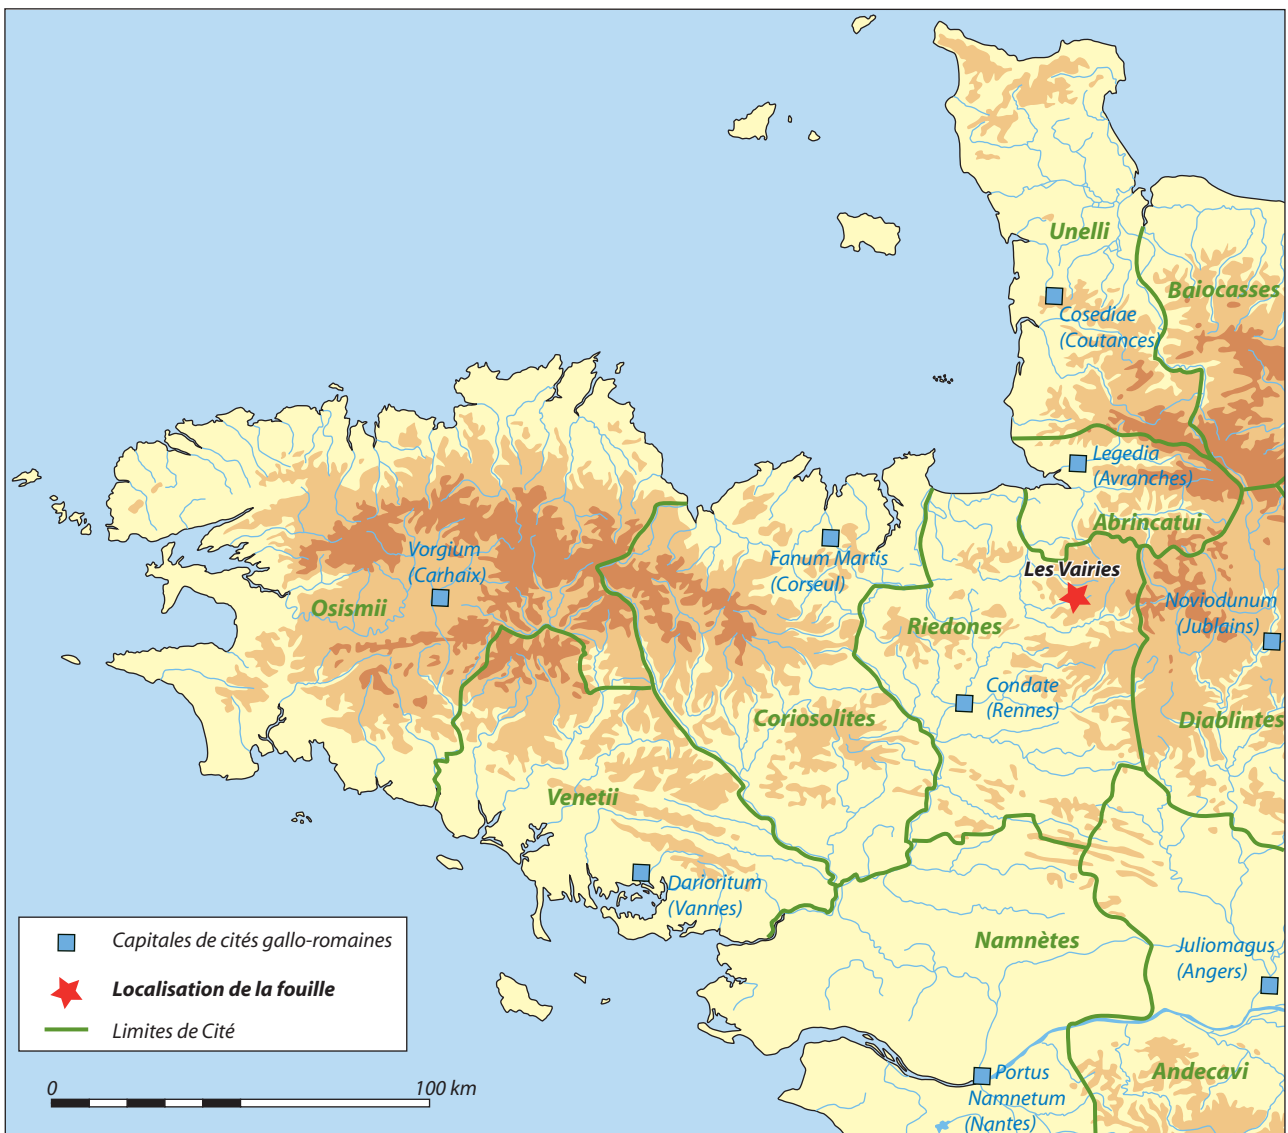 Unelli
Baiocasses
Cosediae
(Coutances)
Legedia
(Avranches)
Abrincatui
Vorgium
(Carhaix)
Fanum Martis
(Corseul)
Les Vairies
Noviodunum
(Jublains)
Osismii
Riedones
Condate
(Rennes)
Coriosolites
Diablintes
Venetii
Darioritum
(Vannes)
Namnètes
Juliomagus
(Angers)
Andecavi
Portus
Namnetum
(Nantes)
Capitales de cités gallo-romaines
Localisation de la fouille
Limites de Cité
0 100 km